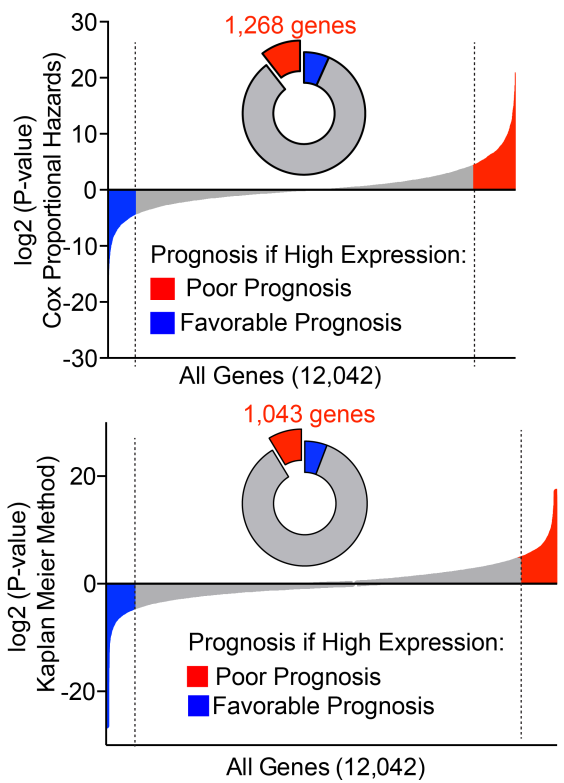 1,268 genes
30
20
10
0
-10
-20
-30
log2 (P-value)
Cox Proportional Hazards)
Prognosis if High Expression:
Poor Prognosis
Favorable Prognosis
All Genes (12,042)
1,043 genes
20
0
-20
log2 (P-value)
Kaplan Meier Method)
Prognosis if High Expression:
Poor Prognosis
Favorable Prognosis
All Genes (12,042)